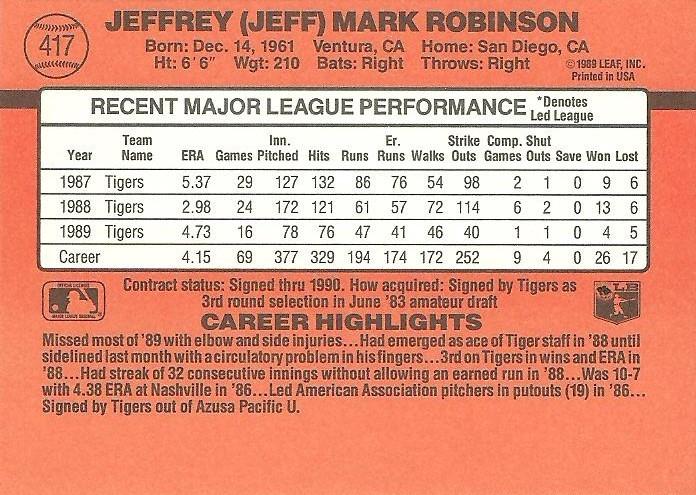 417
JEFFREY (JEFF) MARK ROBINSON
Born: Dec. 14, 1961 Ventura, CA Home: San Diego, CA
Ht: 6'6" Wgt: 210 Bats: Right Throws: Right
©1989 LEAF, INC.
Printed in USA
RECENT MAJOR LEAGUE PERFORMANCE *Denotes Led League
Year Team Name ERA Games Inn. Pitched Hits Runs Er. Runs Walks Strike Outs Comp. Games Shut Outs Save Won Lost
1987 Tigers 5.37 29 127 132 86 76 54 98 2 1 0 9 6
1988 Tigers 2.98 24 172 121 61 57 72 114 6 2 0 13 6
1989 Tigers 4.73 16 78 76 47 41 46 40 1 1 0 4 5
Career 4.15 69 377 329 194 174 172 252 9 4 0 26 17
Contract status: Signed thru 1990. How acquired: Signed by Tigers as
3rd round selection in June '83 amateur draft
CAREER HIGHLIGHTS
Missed most of '89 with elbow and side injuries...Had emerged as ace of Tiger staff in '88 until
sidelined last month with a circulatory problem in his fingers...3rd on Tigers in wins and ERA in
'88...Had streak of 32 consecutive innings without allowing an earned run in '88...Was 10-7
with 4.38 ERA at Nashville in '86...Led American Association pitchers in putouts (19) in '86...
Signed by Tigers out of Azusa Pacific U.